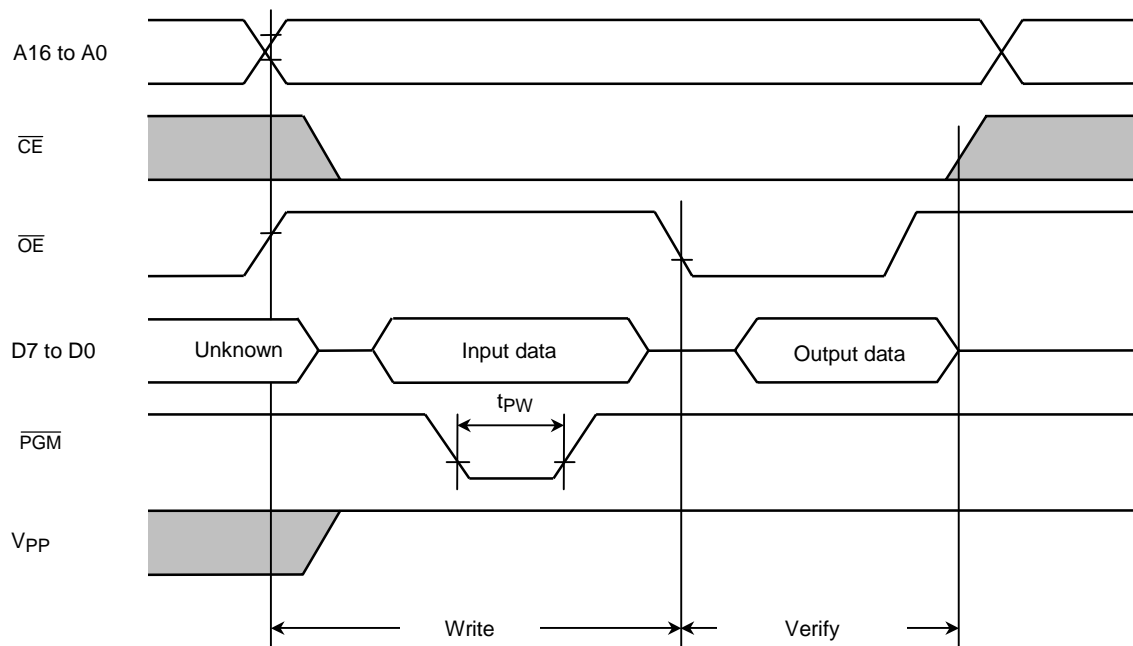 A16 to A0
CE
OE
D7 to D0
Unknown
Input data
Output data
tPW
PGM
VPP
Write
Verify